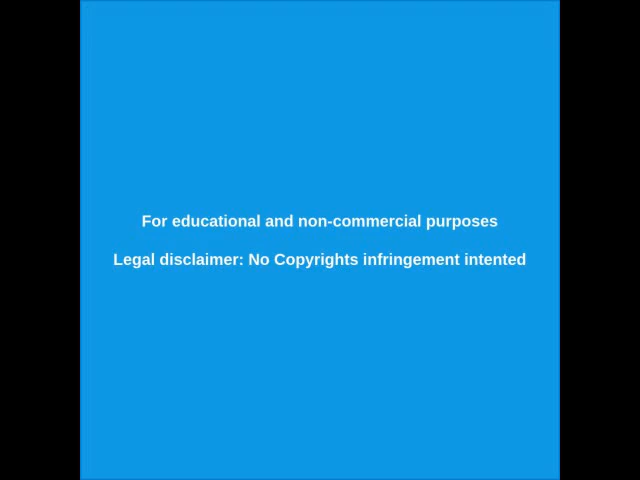 For educational and non-commercial purposes
Legal disclaimer: No Copyrights infringement intented